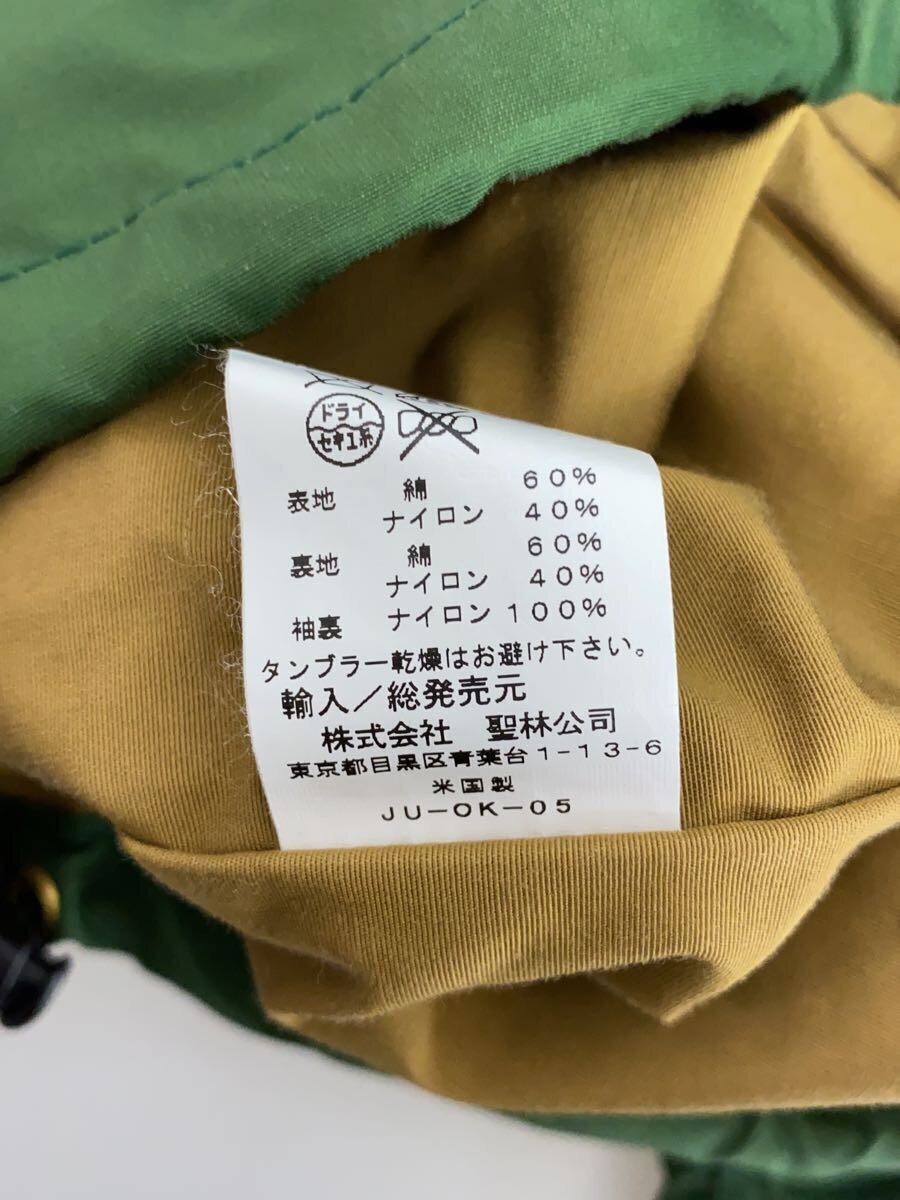 ドライ
セキユ系
表地 綿 60%
ナイロン 40%
裏地 綿 60%
ナイロン 40%
袖裏 ナイロン 100%
タンブラー乾燥はお避け下さい。
輸入/総発売元
株式会社 聖林公司
東京都目黒区青葉台1-13-6
米国製
JU-OK-05